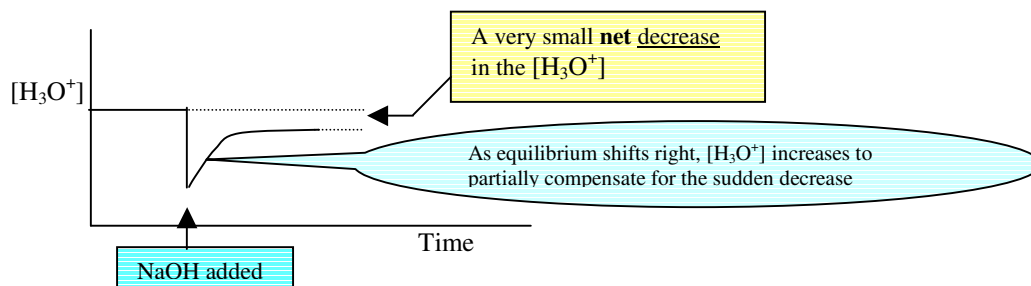 A very small net decrease
in the [H₃O⁺]
[H₃O⁺]
As equilibrium shifts right, [H₃O⁺] increases to
partially compensate for the sudden decrease
Time
NaOH added